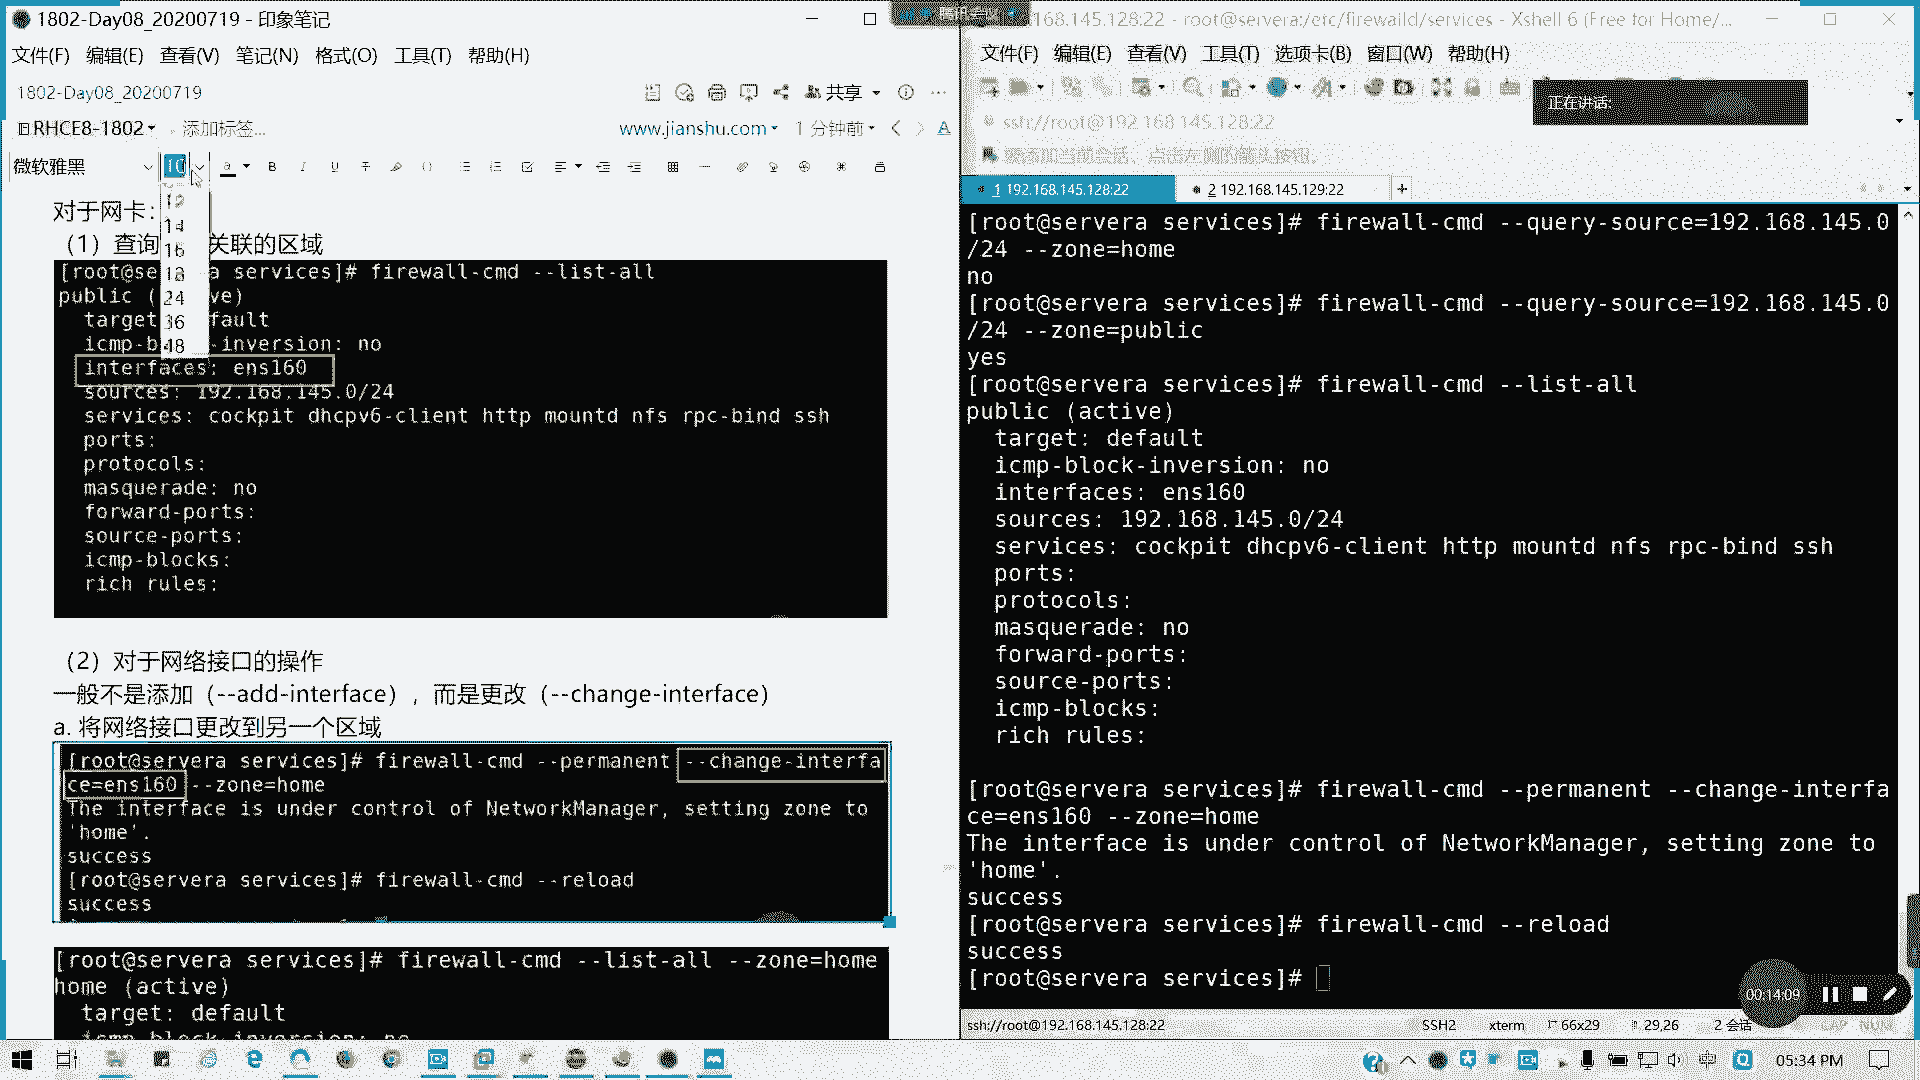 1802-Day08_20200719 - 印象笔记
文件(F) 编辑(E) 查看(V) 笔记(N) 格式(O) 工具(T) 帮助(H)
1802-Day08_20200719
共享
RHCE8-1802
添加标签...
www.jianshu.com
1 分钟前
微软雅黑
10
12
14
16
18
24
36
48
对于网卡:
（1）查询 关联的区域
[root@se a services]# firewall-cmd --list-all
public ( ve)
target fault
icmp-b -inversion: no
interfaces: ens160
sources: 192.168.145.0/24
services: cockpit dhcpv6-client http mountd nfs rpc-bind ssh
ports:
protocols:
masquerade: no
forward-ports:
source-ports:
icmp-blocks:
rich rules:
（2）对于网络接口的操作
一般不是添加（--add-interface），而是更改（--change-interface）
a. 将网络接口更改到另一个区域
[root@servera services]# firewall-cmd --permanent --change-interfa
ce=ens160 --zone=home
The interface is under control of NetworkManager, setting zone to
'home'.
success
[root@servera services]# firewall-cmd --reload
success
[root@servera services]# firewall-cmd --list-all --zone=home
home (active)
target: default
icmp-block-inversion: no
168.145.128:22 - root@servera:/etc/firewalld/services - Xshell 6 (Free for Home/...
文件(F) 编辑(E) 查看(V) 工具(T) 选项卡(B) 窗口(W) 帮助(H)
正在讲话:
ssh://root@192.168.145.128:22
要添加当前会话，点击左侧的箭头按钮。
1 192.168.145.128:22
2 192.168.145.129:22
[root@servera services]# firewall-cmd --query-source=192.168.145.0
/24 --zone=home
no
[root@servera services]# firewall-cmd --query-source=192.168.145.0
/24 --zone=public
yes
[root@servera services]# firewall-cmd --list-all
public (active)
target: default
icmp-block-inversion: no
interfaces: ens160
sources: 192.168.145.0/24
services: cockpit dhcpv6-client http mountd nfs rpc-bind ssh
ports:
protocols:
masquerade: no
forward-ports:
source-ports:
icmp-blocks:
rich rules:
[root@servera services]# firewall-cmd --permanent --change-interfa
ce=ens160 --zone=home
The interface is under control of NetworkManager, setting zone to
'home'.
success
[root@servera services]# firewall-cmd --reload
success
[root@servera services]#
00:14:09
ssh://root@192.168.145.128:22
SSH2
xterm
66x29
29,26
2 会话
CAP NUM
中
05:34 PM